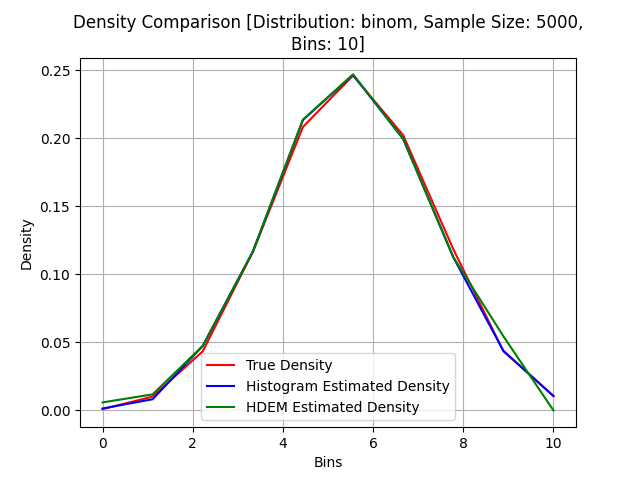 Density Comparison [Distribution: binom, Sample Size: 5000,
Bins: 10]
0.25
0.20
0.15
0.10
0.05
0.00
Density
True Density
Histogram Estimated Density
HDEM Estimated Density
0 2 4 6 8 10
Bins